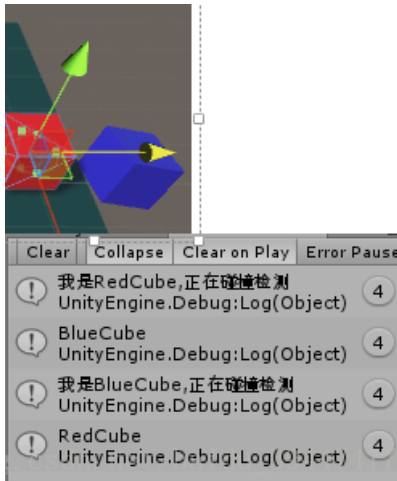 Clear Collapse Clear on Play Error Pause
我是RedCube,正在碰撞检测
UnityEngine.Debug:Log(Object) 4
BlueCube
UnityEngine.Debug:Log(Object) 4
我是BlueCube,正在碰撞检测
UnityEngine.Debug:Log(Object) 4
RedCube
UnityEngine.Debug:Log(Object) 4